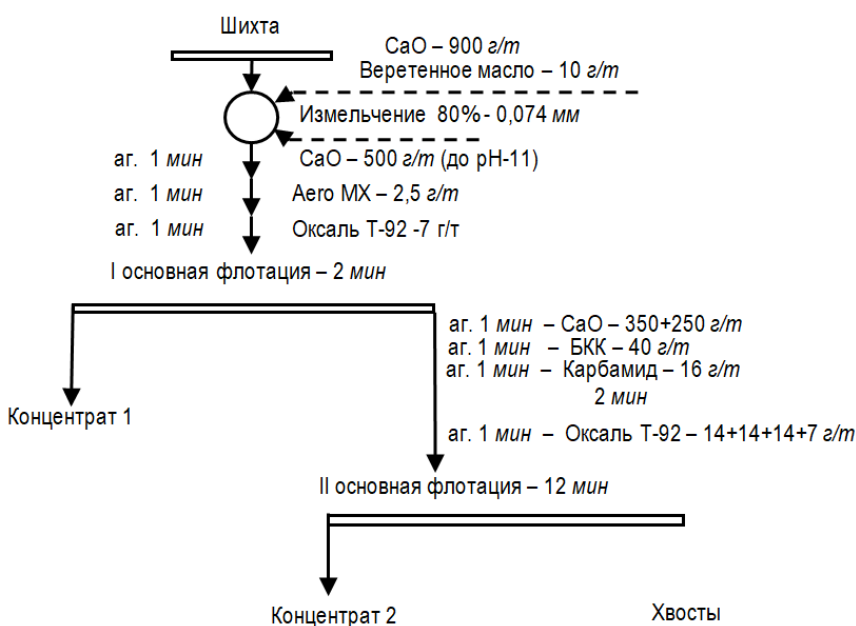 Шихта
CaO – 900 г/т
Веретенное масло – 10 г/т
Измельчение 80% - 0,074 мм
аг. 1 мин CaO – 500 г/т (до pH-11)
аг. 1 мин Aero MX – 2,5 г/т
аг. 1 мин Оксаль Т-92 -7 г/т
I основная флотация – 2 мин
аг. 1 мин – CaO – 350+250 г/т
аг. 1 мин – БКК – 40 г/т
аг. 1 мин – Карбамид – 16 г/т
2 мин
Концентрат 1
аг. 1 мин – Оксаль Т-92 – 14+14+14+7 г/т
II основная флотация – 12 мин
Концентрат 2 Хвосты